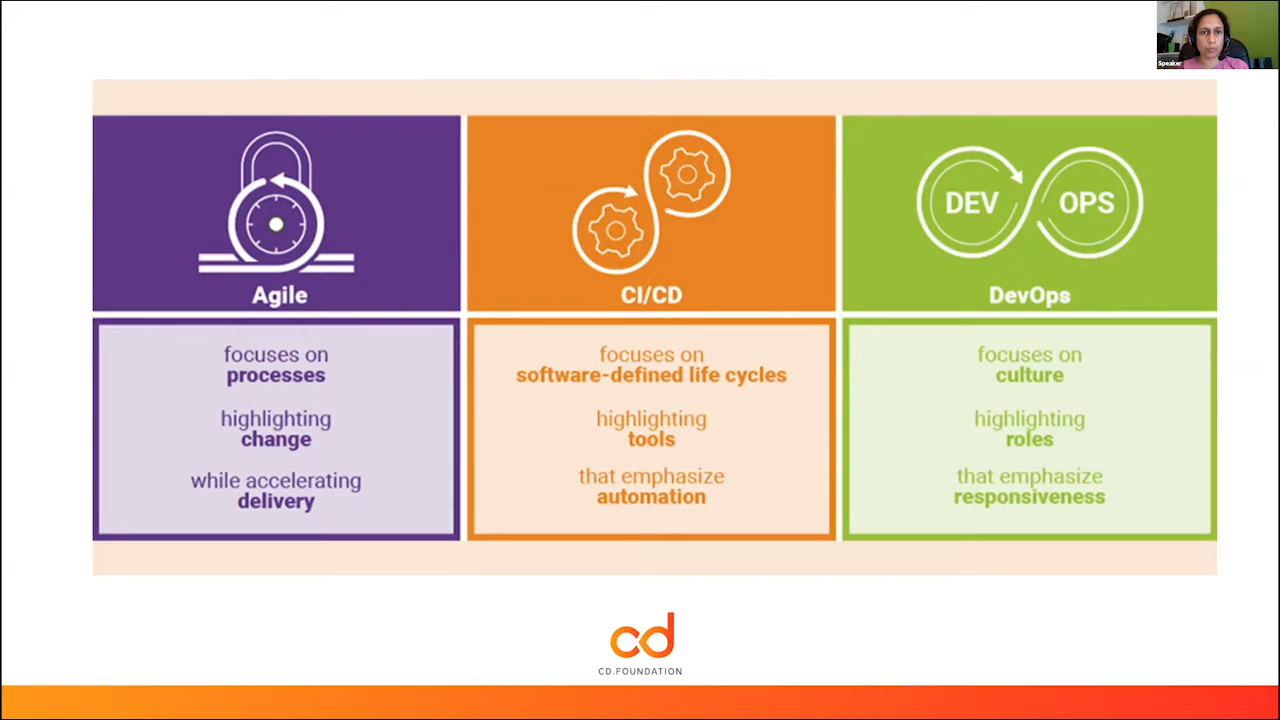 Speaker
DEV OPS
Agile
CI/CD
DevOps
focuses on
processes
highlighting
change
while accelerating
delivery
focuses on
software-defined life cycles
highlighting
tools
that emphasize
automation
focuses on
culture
highlighting
roles
that emphasize
responsiveness
cd
CD.FOUNDATION